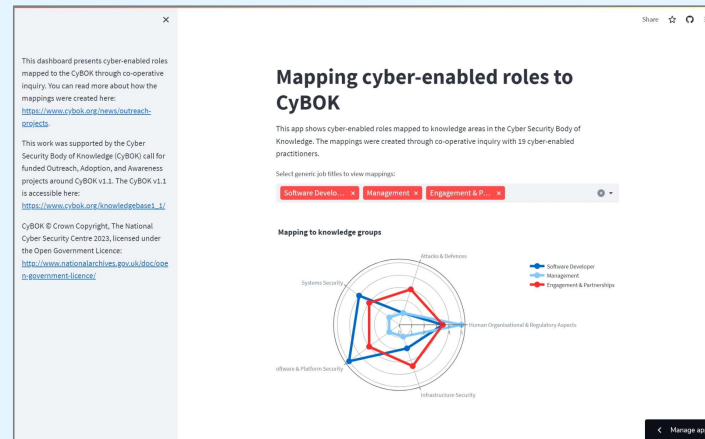 ×
Share
This dashboard presents cyber-enabled roles
mapped to the CyBOK through co-operative
inquiry. You can read more about how the
mappings were created here:
https://www.cybok.org/news/outreach-
projects.
This work was supported by the Cyber
Security Body of Knowledge (CyBOK) call for
funded Outreach, Adoption, and Awareness
projects around CyBOK v1.1. The CyBOK v1.1
is accessible here:
https://www.cybok.org/knowledgebase1_1/
CyBOK © Crown Copyright, The National
Cyber Security Centre 2023, licensed under
the Open Government Licence:
http://www.nationalarchives.gov.uk/doc/ope
n-government-licence/
Mapping cyber-enabled roles to
CyBOK
This app shows cyber-enabled roles mapped to knowledge areas in the Cyber Security Body of
Knowledge. The mappings were created through co-operative inquiry with 19 cyber-enabled
practitioners.
Select generic job titles to view mappings:
Software Develo... × Management × Engagement & P... ×
Mapping to knowledge groups
Attacks & Defences
Systems Security
Human Organisational & Regulatory Aspects
oftware & Platform Security
Infrastructure Security
Software Developer
Management
Engagement & Partnerships
Manage ap